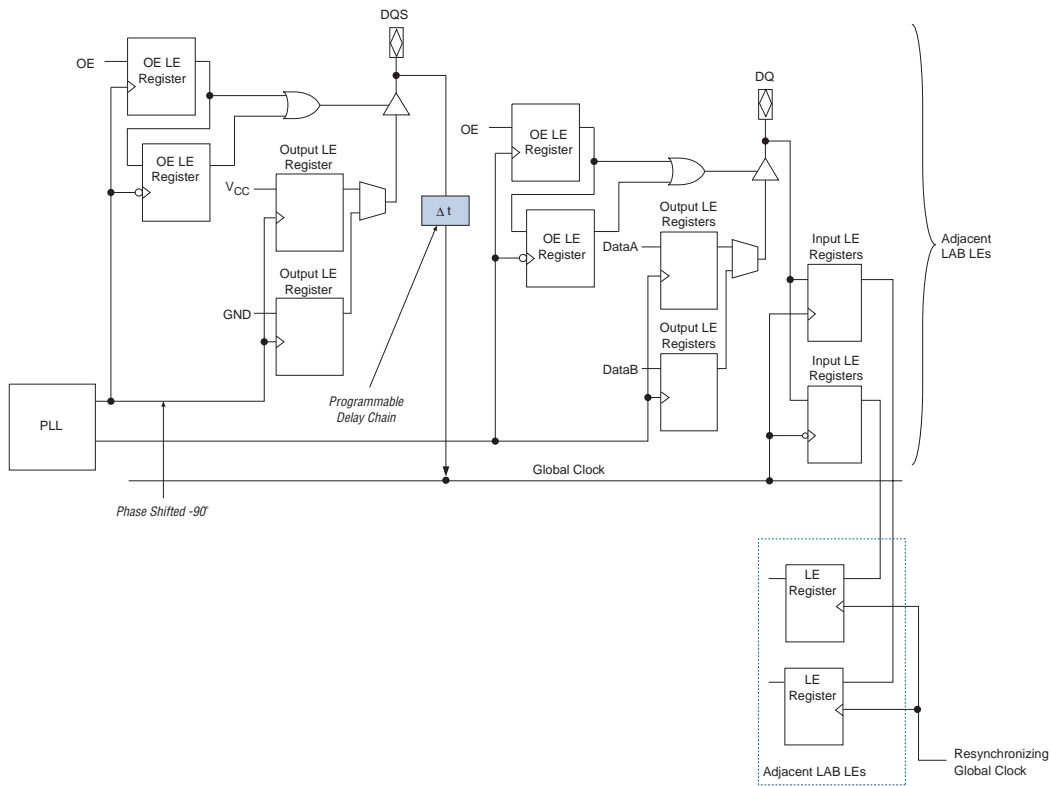 DQS
OE
OE LE
Register
OE LE
Register
Output LE
Register
VCC
Δ t
Output LE
Register
GND
Programmable
Delay Chain
PLL
Phase Shifted -90°
Global Clock
DQ
OE
OE LE
Register
OE LE
Register
Output LE
Registers
DataA
Output LE
Registers
DataB
Input LE
Registers
Input LE
Registers
Adjacent
LAB LEs
LE
Register
LE
Register
Adjacent LAB LEs
Resynchronizing
Global Clock